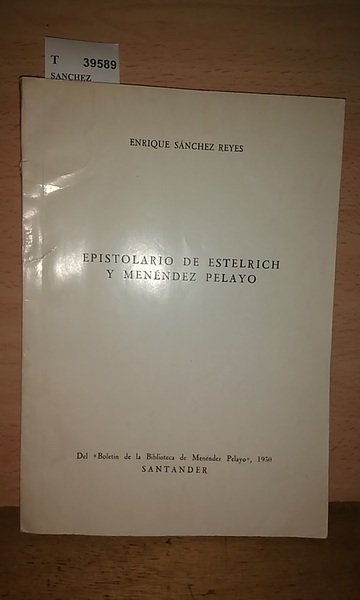 T 39589
SANCHEZ
ENRIQUE SÁNCHEZ REYES
EPISTOLARIO DE ESTELRICH
Y MENÉNDEZ PELAYO
Del «Boletín de la Biblioteca de Menéndez Pelayo», 1950
SANTANDER